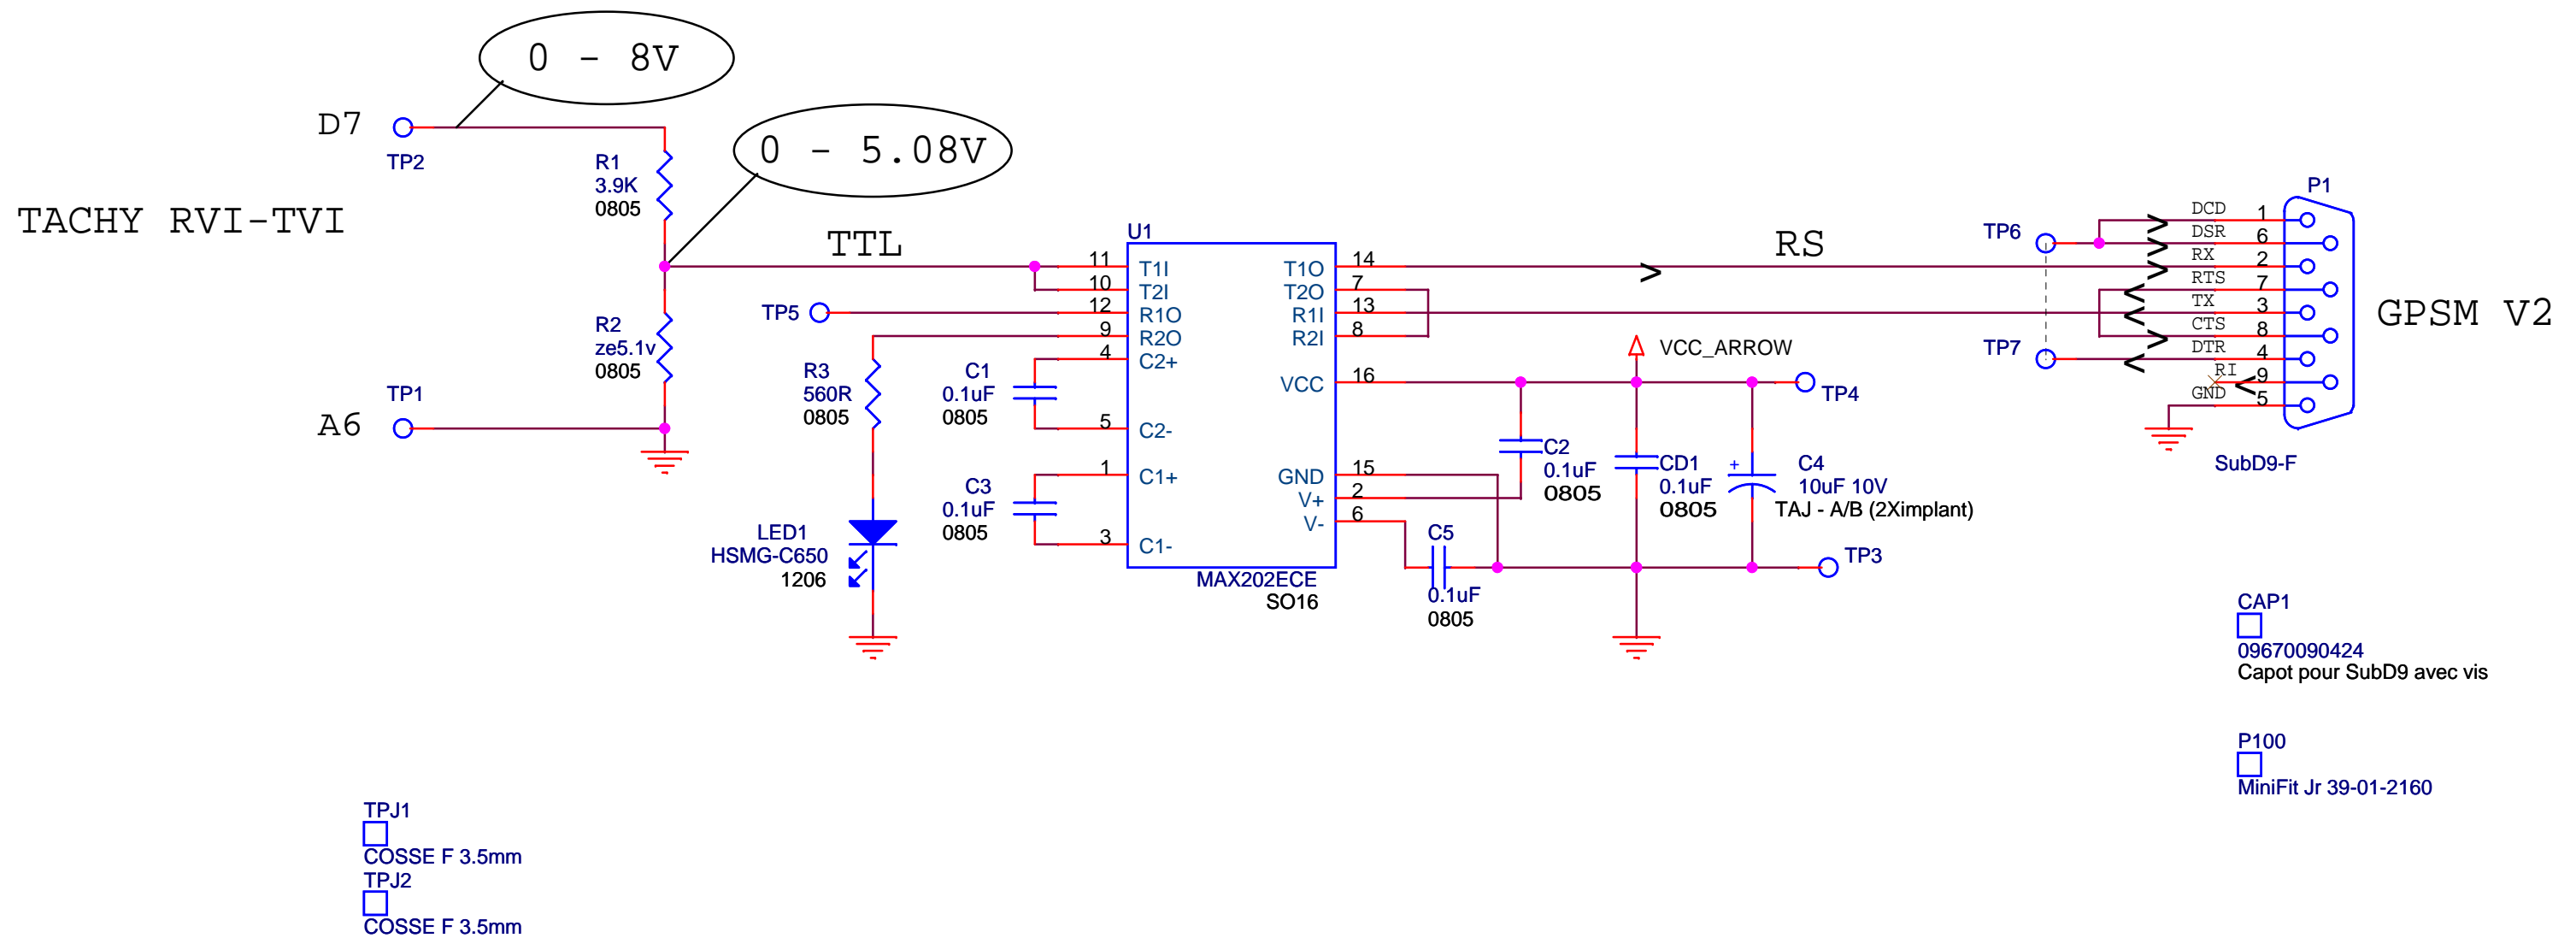 0 - 8V
D7
TP2
0 - 5.08V
R1
3.9K
0805
TACHY RVI-TVI
TTL
R2
ze5.1v
0805
TP1
A6
TP5
R3
560R
0805
LED1
HSMG-C650
1206
C1
0.1uF
0805
C3
0.1uF
0805
U1
11 T1I
10 T2I
12 R1O
9 R2O
4 C2+
5 C2-
1 C1+
3 C1-
T1O 14
T2O 7
R1I 13
R2I 8
VCC 16
GND 15
V+ 2
V- 6
MAX202ECE
SO16
RS
VCC_ARROW
TP4
C2
0.1uF
0805
CD1
0.1uF
0805
+
C4
10uF 10V
TAJ - A/B (2Ximplant)
C5
0.1uF
0805
TP3
TP6
TP7
P1
DCD 1
DSR 6
RX 2
RTS 7
TX 3
CTS 8
DTR 4
RI 9
GND 5
GPSM V2
SubD9-F
CAP1
09670090424
Capot pour SubD9 avec vis
P100
MiniFit Jr 39-01-2160
TPJ1
COSSE F 3.5mm
TPJ2
COSSE F 3.5mm